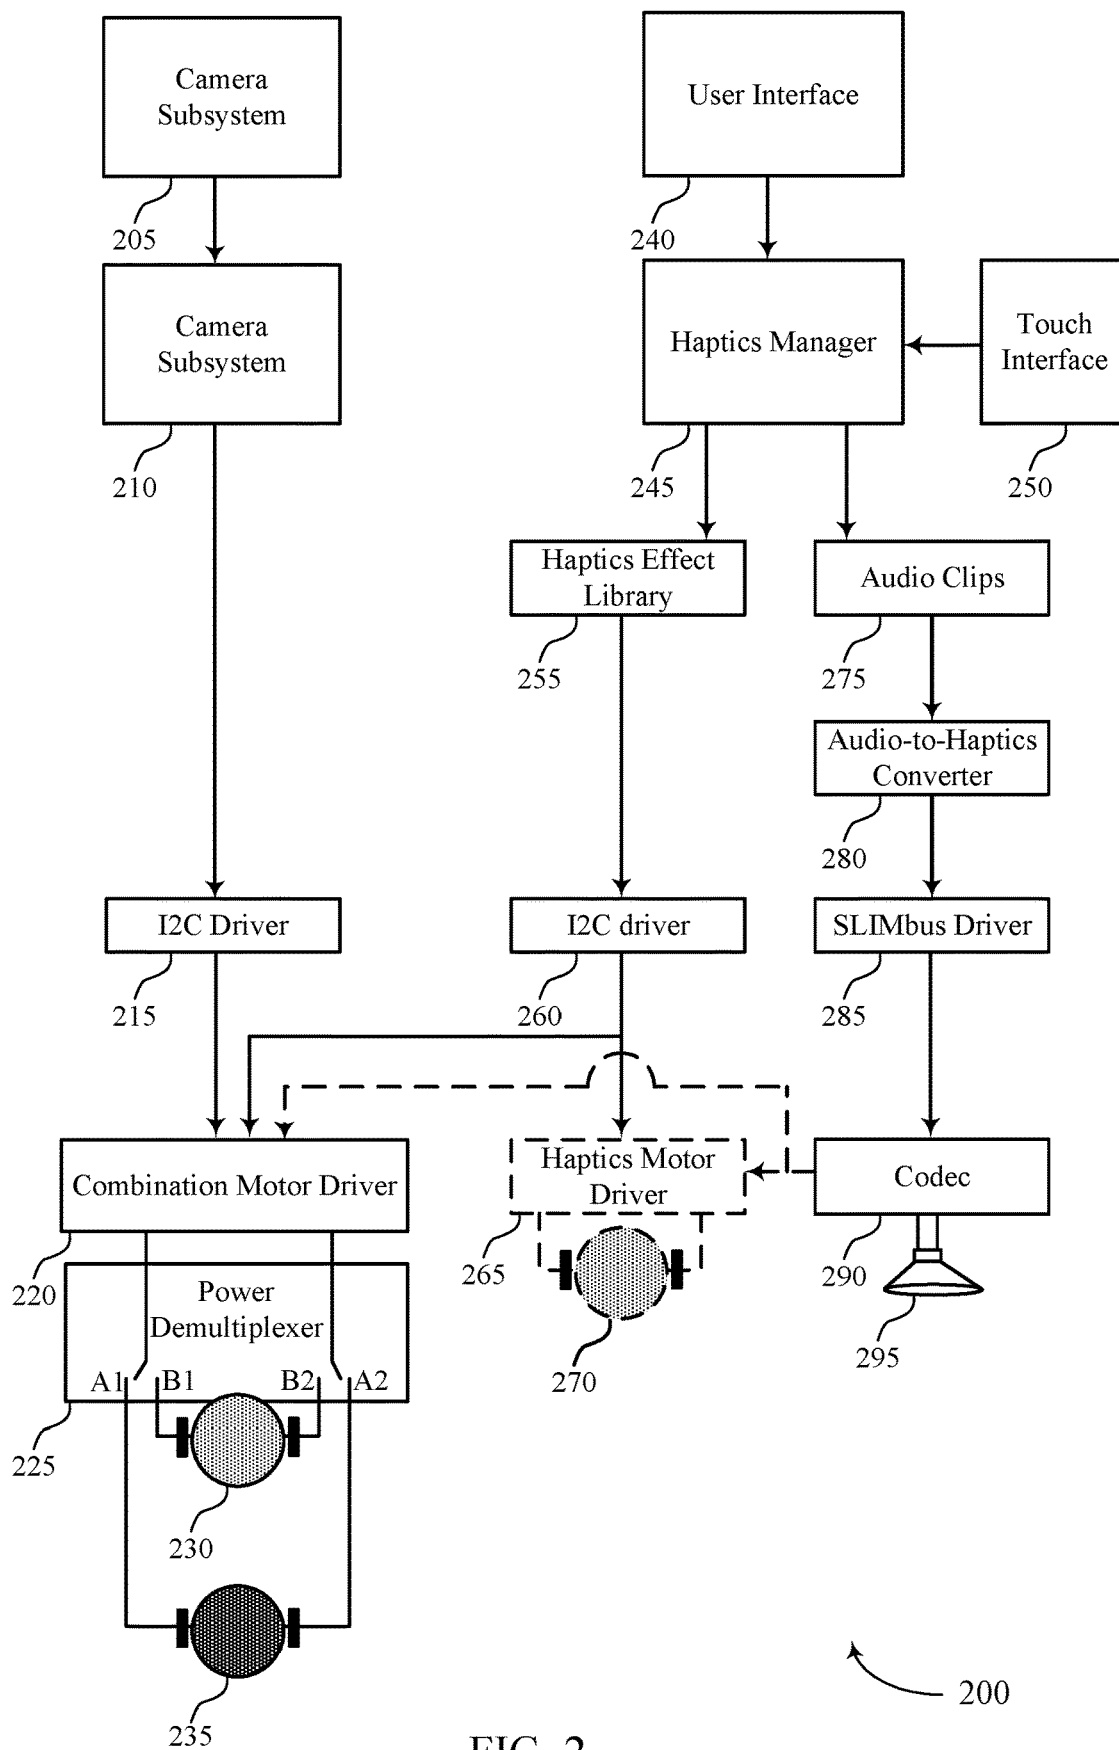 Camera
Subsystem
205
User Interface
240
Camera
Subsystem
210
Haptics Manager
245
Touch
Interface
250
Haptics Effect
Library
255
Audio Clips
275
Audio-to-Haptics
Converter
280
I2C Driver
215
I2C driver
260
SLIMbus Driver
285
Combination Motor Driver
220
Haptics Motor
Driver
265
270
Codec
290
295
Power
Demultiplexer
A1
B1
B2
A2
225
230
235
200
FIG. 2